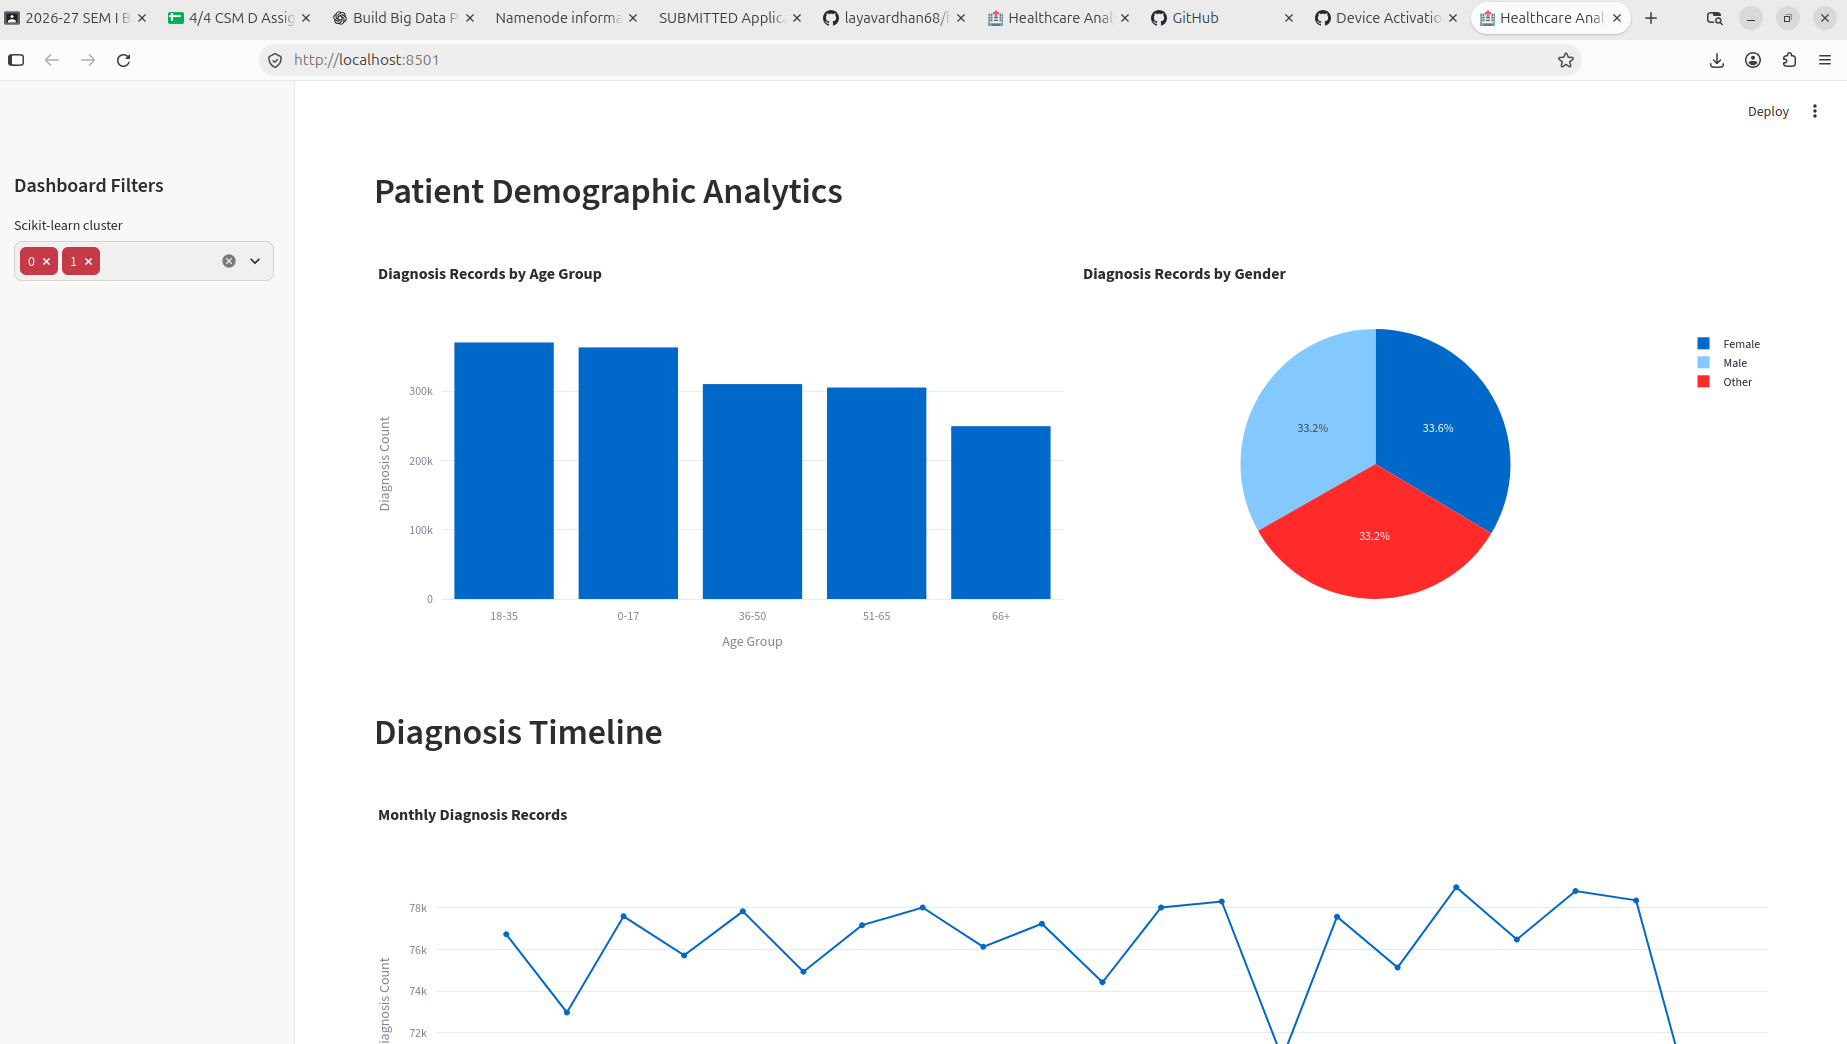 2026-27 SEM I B
4/4 CSM D Assig
Build Big Data P
Namenode informa
SUBMITTED Applica
layavardhan68/h
Healthcare Anal
GitHub
Device Activatio
Healthcare Anal
http://localhost:8501
Deploy
Dashboard Filters
Scikit-learn cluster
0
1
Patient Demographic Analytics
Diagnosis Records by Age Group
300k
200k
100k
0
Diagnosis Count
18-35
0-17
36-50
51-65
66+
Age Group
Diagnosis Records by Gender
33.2%
33.6%
33.2%
Female
Male
Other
Diagnosis Timeline
Monthly Diagnosis Records
78k
76k
74k
72k
iagnosis Count